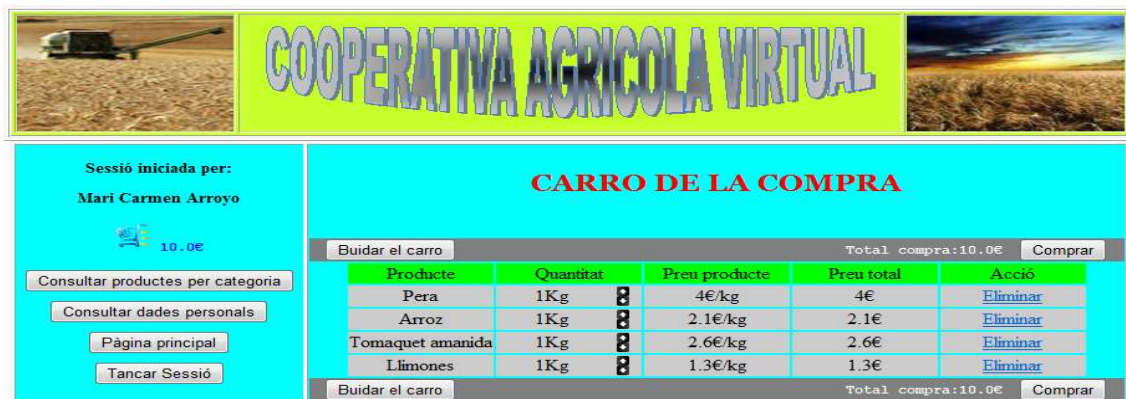 COOPERATIVA AGRICOLA VIRTUAL
Sessió iniciada per:
Mari Carmen Arroyo
10.0€
Consultar productes per categoria
Consultar dades personals
Pàgina principal
Tancar Sessió
CARRO DE LA COMPRA
Buidar el carro Total compra:10.0€ Comprar
Producte Quantitat Preu producte Preu total Acció
Pera 1Kg 4€/kg 4€ Eliminar
Arroz 1Kg 2.1€/kg 2.1€ Eliminar
Tomaquet amanida 1Kg 2.6€/kg 2.6€ Eliminar
Llimones 1Kg 1.3€/kg 1.3€ Eliminar
Buidar el carro Total compra:10.0€ Comprar